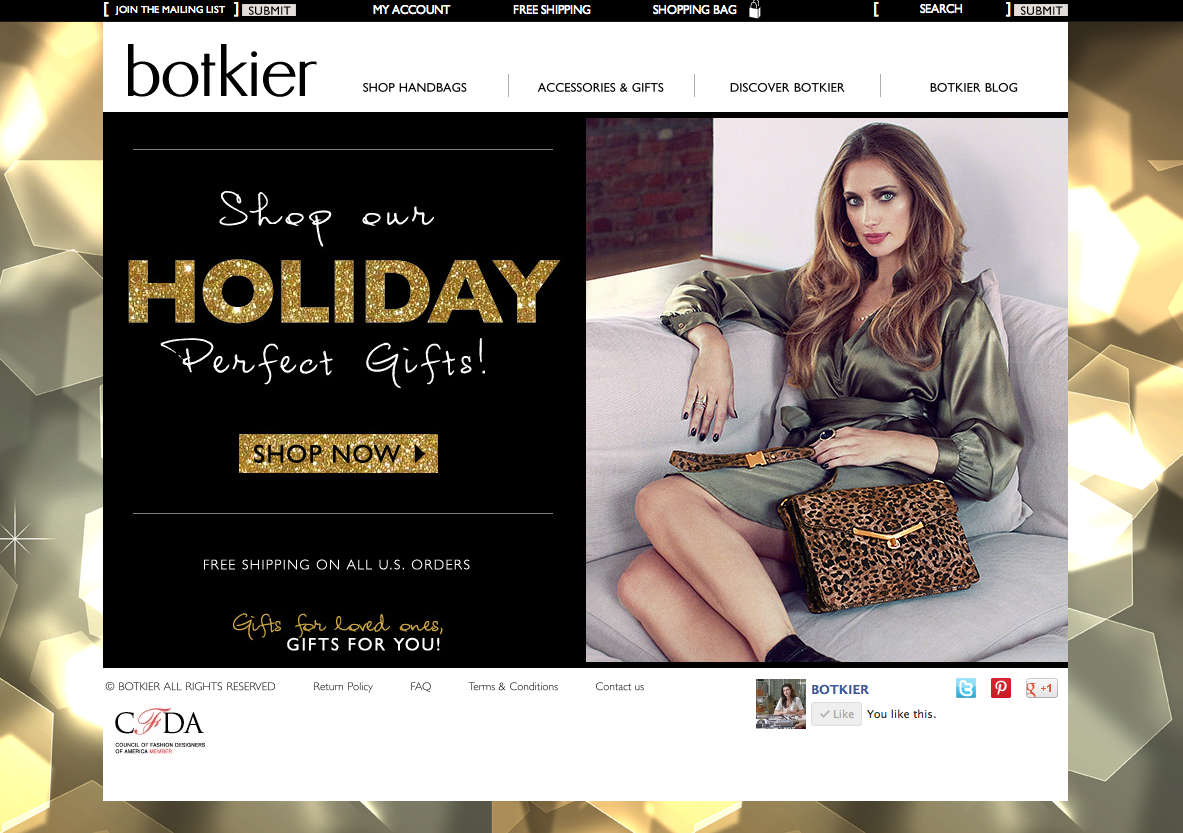 [ JOIN THE MAILING LIST ] SUBMIT MY ACCOUNT FREE SHIPPING SHOPPING BAG [ SEARCH ] SUBMIT
botkier
SHOP HANDBAGS ACCESSORIES & GIFTS DISCOVER BOTKIER BOTKIER BLOG
Shop our
HOLIDAY
Perfect Gifts!
SHOP NOW
FREE SHIPPING ON ALL U.S. ORDERS
Gifts for loved ones,
GIFTS FOR YOU!
© BOTKIER ALL RIGHTS RESERVED Return Policy FAQ Terms & Conditions Contact us
CFDA
COUNCIL OF FASHION DESIGNERS
OF AMERICA MEMBER
BOTKIER
Like You like this.
g +1